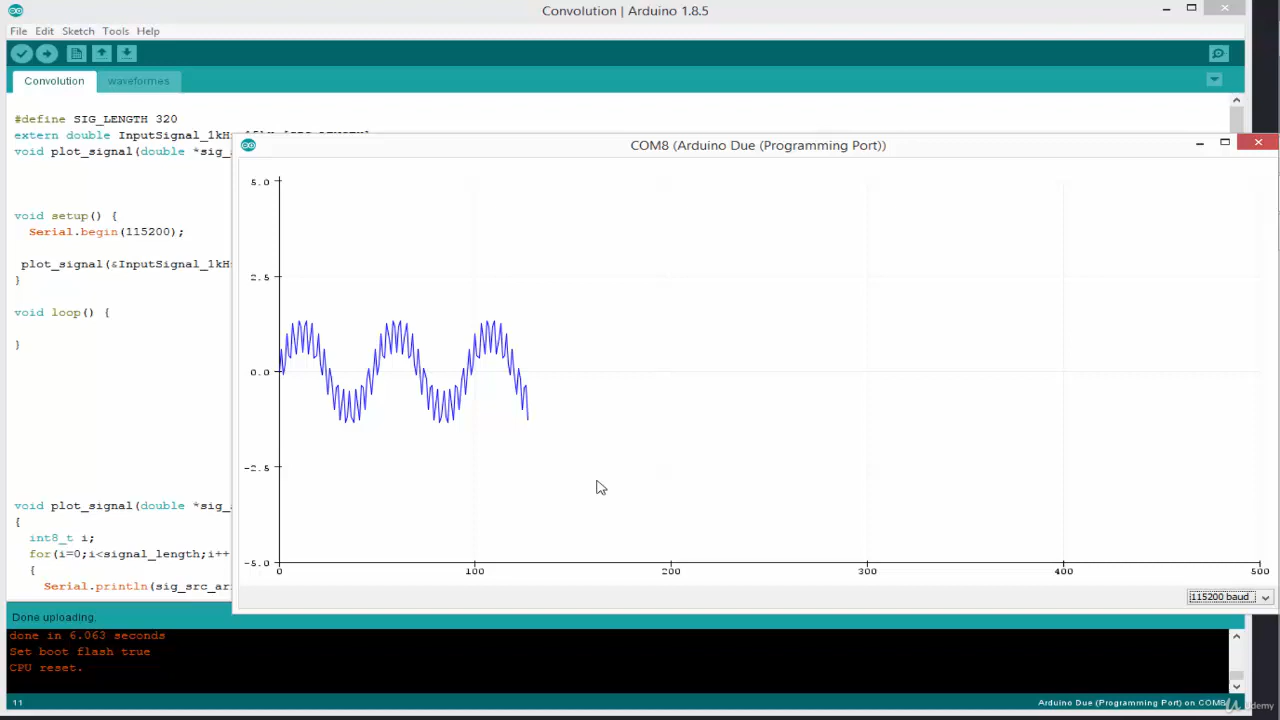 Convolution | Arduino 1.8.5
File Edit Sketch Tools Help
Convolution waveformes
#define SIG_LENGTH 320
extern double InputSignal_1kH
void plot_signal(double *sig_
COM8 (Arduino Due (Programming Port))
void setup() {
Serial.begin(115200);
plot_signal(&InputSignal_1kH
}
void loop() {
}
void plot_signal(double *sig_
{
int8_t i;
for(i=0;i<signal_length;i++
{
Serial.println(sig_src_ar
5.0
2.5
0.0
-2.5
-5.0
0 100 200 300 400 500
115200 baud
Done uploading.
done in 6.063 seconds
Set boot flash true
CPU reset.
11 Arduino Due (Programming Port) on COM8
Udemy